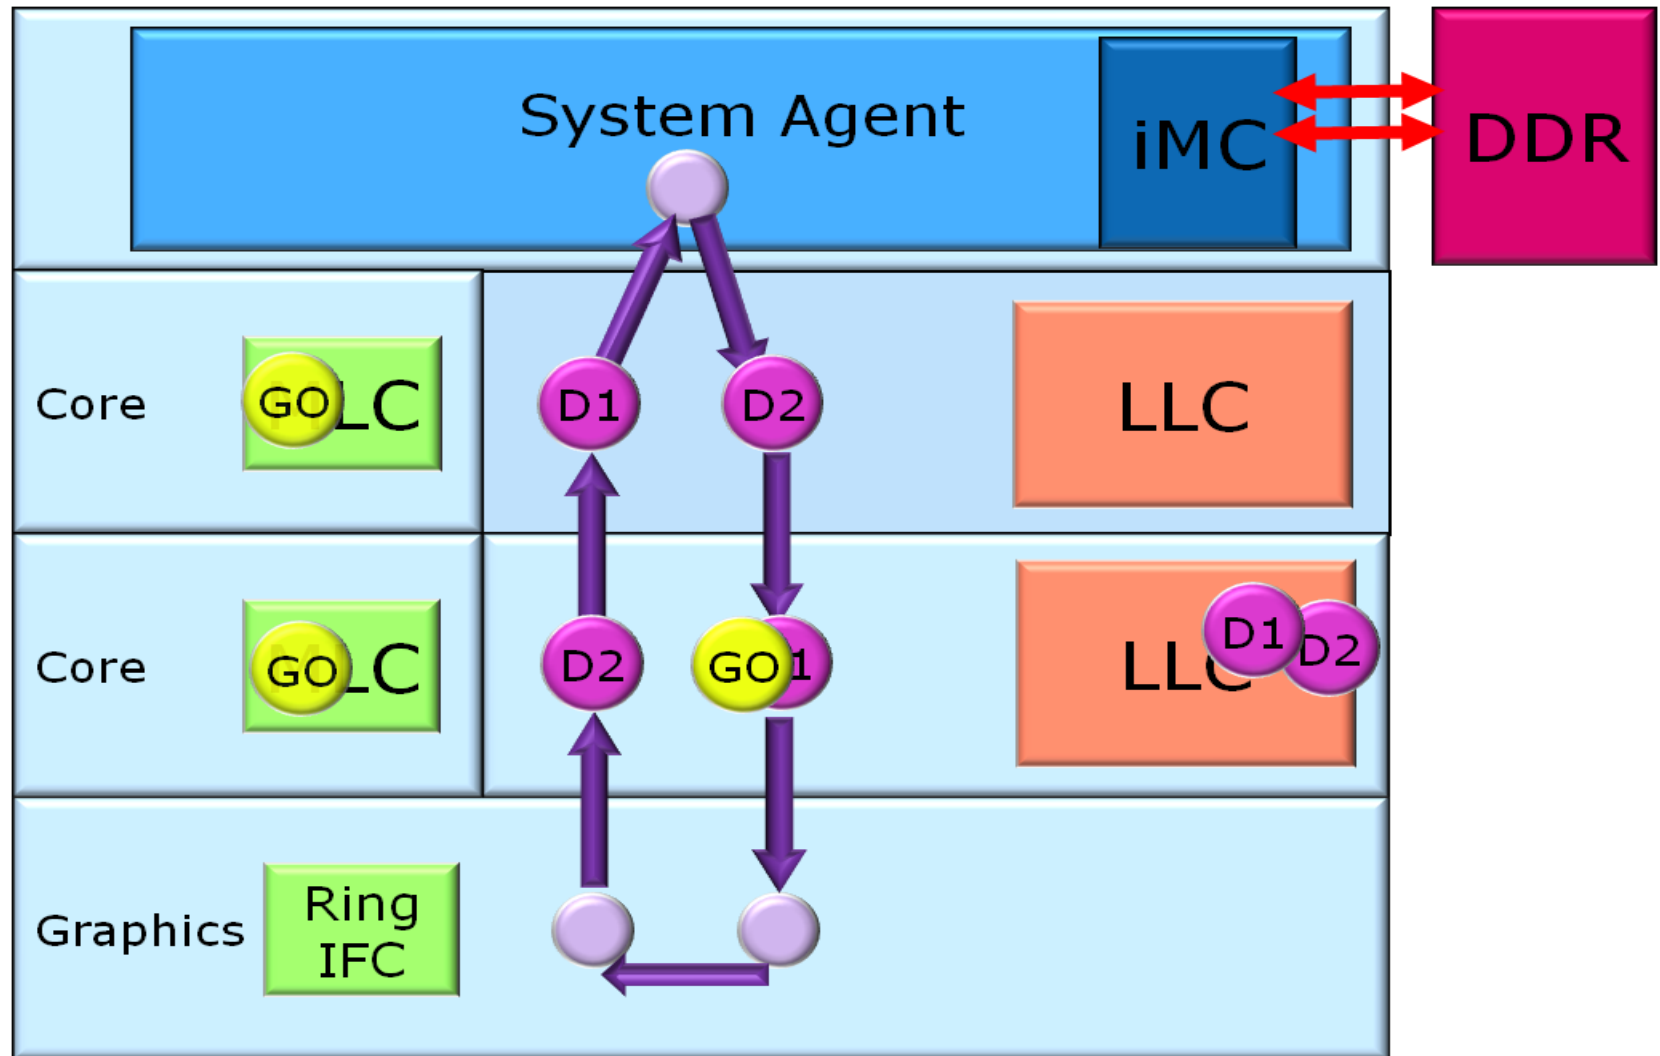 System Agent
iMC
DDR
Core
GO
LC
D1
D2
LLC
Core
GO
LC
D2
GO
1
LLC
D1
D2
Graphics
Ring
IFC